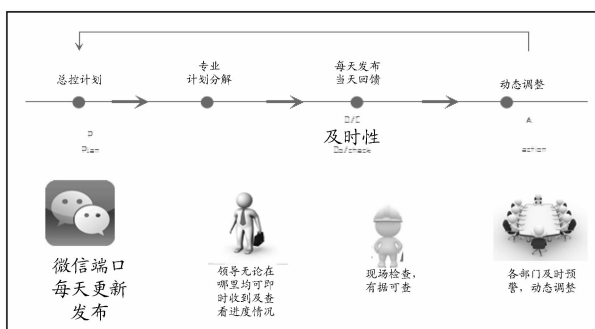 总控计划
专业
计划分解
每天发布
当天回馈
动态调整
P
Plan
D/C
Do/check
A
action
及时性
微信端口
每天更新
发布
领导无论在
哪里均可即
时收到及查
看进度情况
现场检查，
有据可查
各部门及时预
警，动态调整